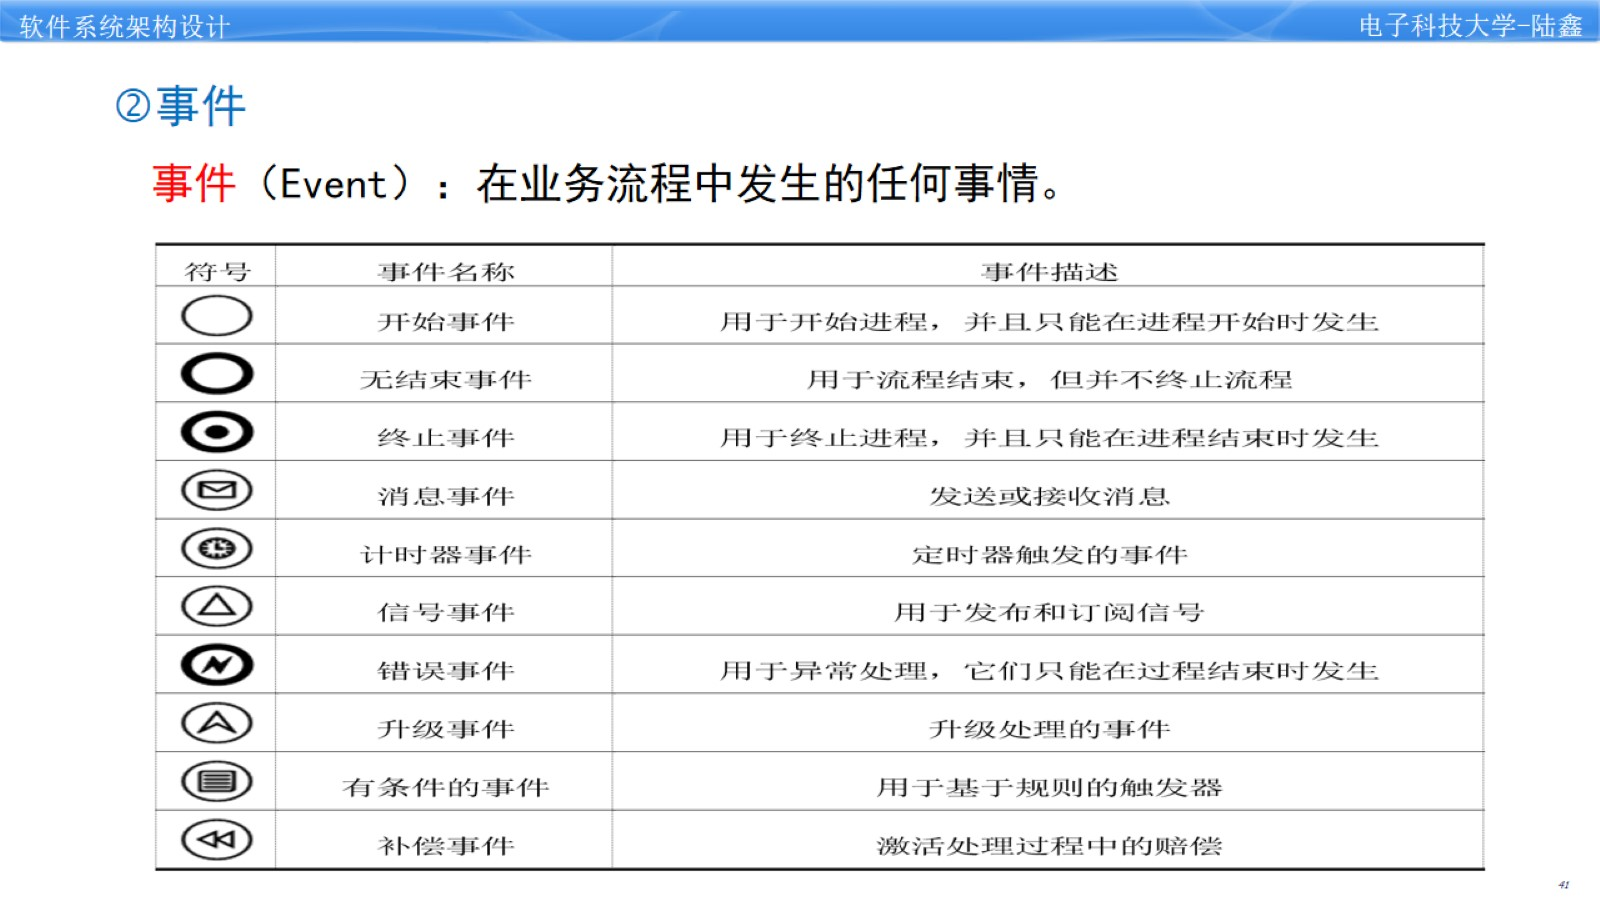 软件系统架构设计
电子科技大学-陆鑫
②事件
事件（Event）：在业务流程中发生的任何事情。
符号 事件名称 事件描述
开始事件 用于开始进程，并且只能在进程开始时发生
无结束事件 用于流程结束，但并不终止流程
终止事件 用于终止进程，并且只能在进程结束时发生
消息事件 发送或接收消息
计时器事件 定时器触发的事件
信号事件 用于发布和订阅信号
错误事件 用于异常处理，它们只能在过程结束时发生
升级事件 升级处理的事件
有条件的事件 用于基于规则的触发器
补偿事件 激活处理过程中的赔偿
41